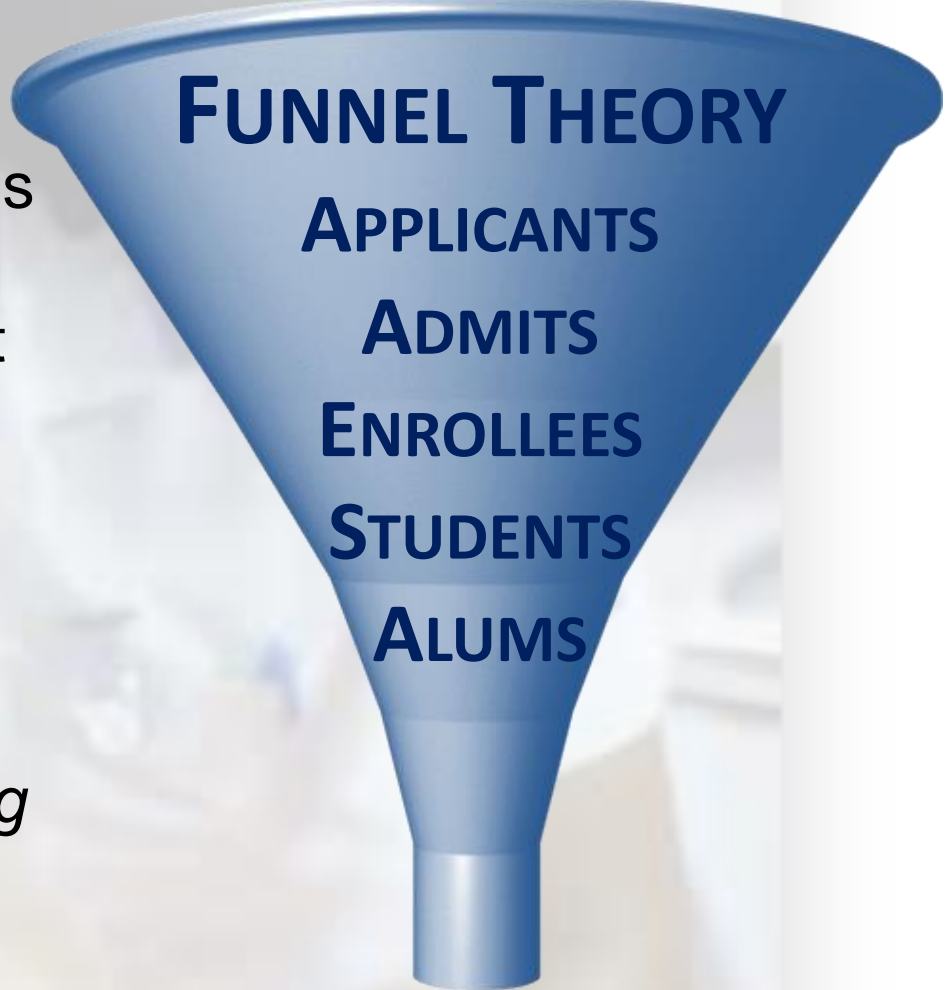 FUNNEL THEORY
s
APPLICANTS
t
ADMITS
ENROLLEES
STUDENTS
ALUMS
g